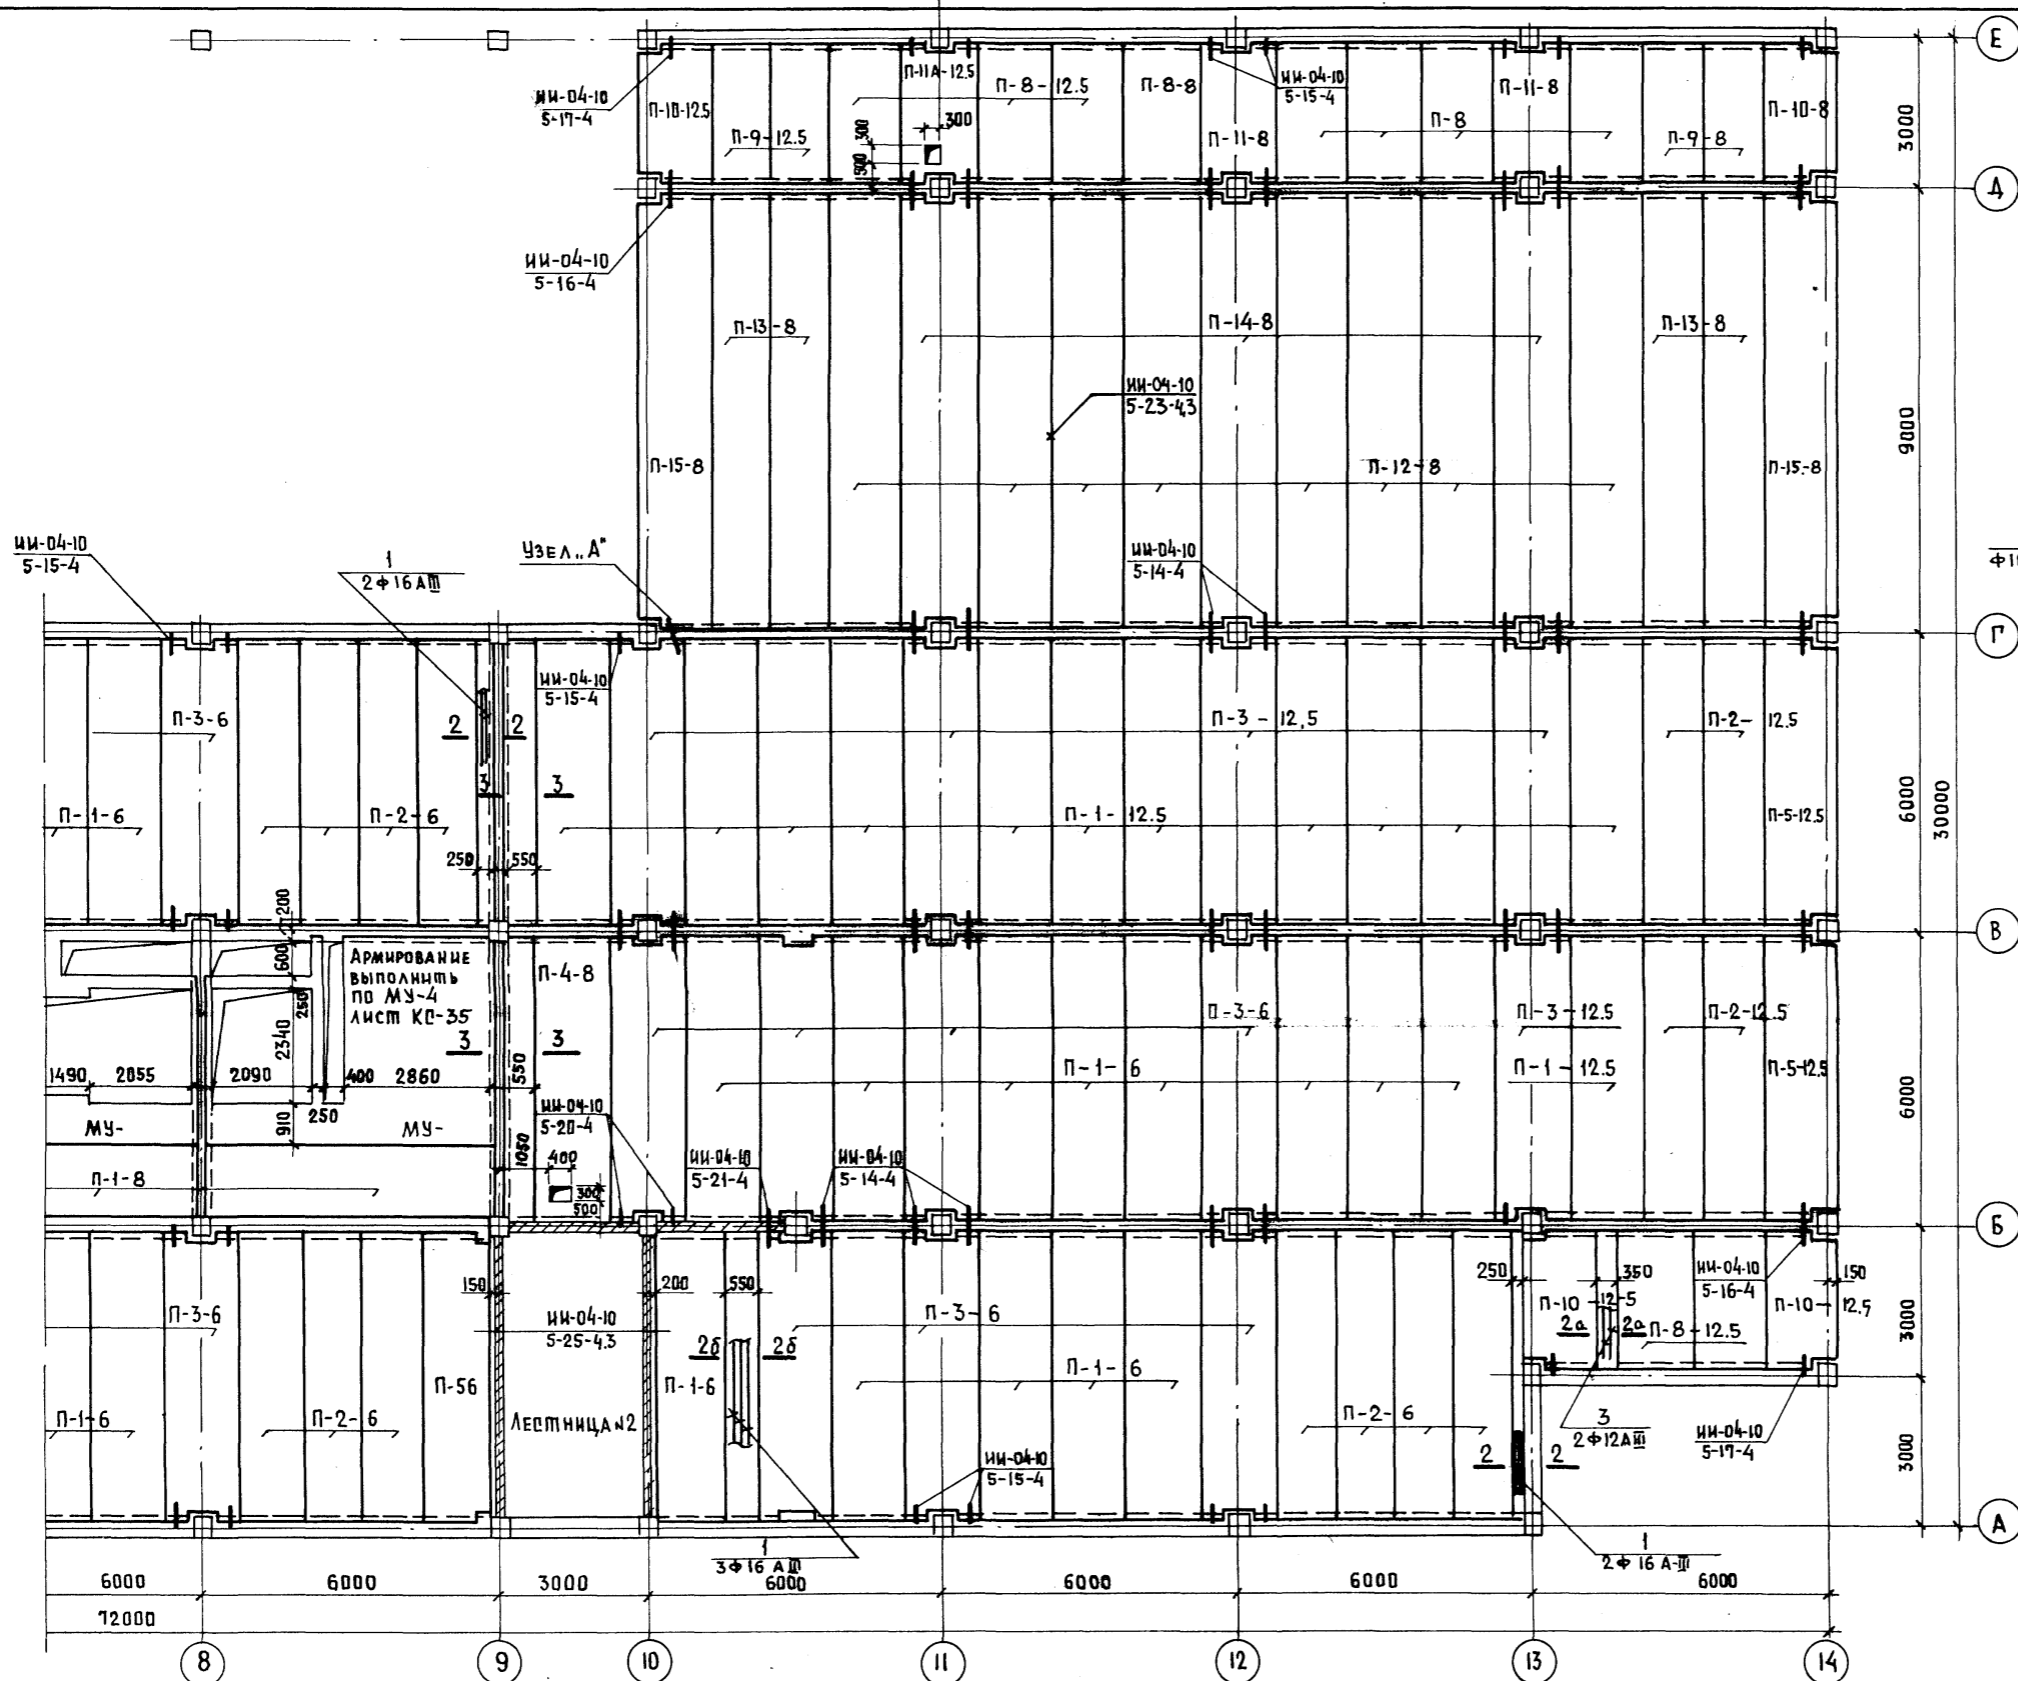 Е
ИИ-04-10
5-17-4
П-10-12.5
П-9-12.5
П-11А-12.5
300
300
500
П-8-12.5
П-8-8
ИИ-04-10
5-15-4
П-11-8
П-11-8
П-8
П-9-8
П-10-8
3000
Д
ИИ-04-10
5-16-4
П-13-8
П-14-8
П-13-8
ИИ-04-10
5-23-4,3
П-15-8
П-12-8
П-15-8
9000
ИИ-04-10
5-15-4
1
2ф16 АIII
УЗЕЛ „А"
ИИ-04-10
5-14-4
Г
ИИ-04-10
5-15-4
П-3-6
2
2
П-3-12,5
П-2-12.5
3
3
П-1-6
П-2-6
П-1-12.5
П-5-12.5
6000
30000
250
550
200
В
600
АРМИРОВАНИЕ
ВЫПОЛНИТЬ
ПО МУ-4
ЛИСТ КС-35
П-4-8
250
2340
П-3-6
П-3-12.5
П-2-12.5
3
3
1490
2055
2090
400
2860
550
П-1-6
П-1-12.5
П-5-12.5
6000
250
910
МУ-
МУ-
ИИ-04-10
5-20-4
1050
400
300
500
ИИ-04-10
5-21-4
ИИ-04-10
5-14-4
П-1-8
Б
150
200
550
250
350
150
ИИ-04-10
5-16-4
П-3-6
ИИ-04-10
5-25-4.3
П-3-6
П-10-12-5
П-10-12.5
2б
2б
2а
2а
П-8-12.5
3000
П-56
П-1-6
П-1-6
П-1-6
П-2-6
ЛЕСТНИЦА №2
П-2-6
3
2ф12АIII
ИИ-04-10
5-17-4
ИИ-04-10
5-15-4
2
2
3000
А
1
3ф16 АIII
1
2ф16 А-III
6000
6000
3000
6000
6000
6000
6000
72000
8
9
10
11
12
13
14